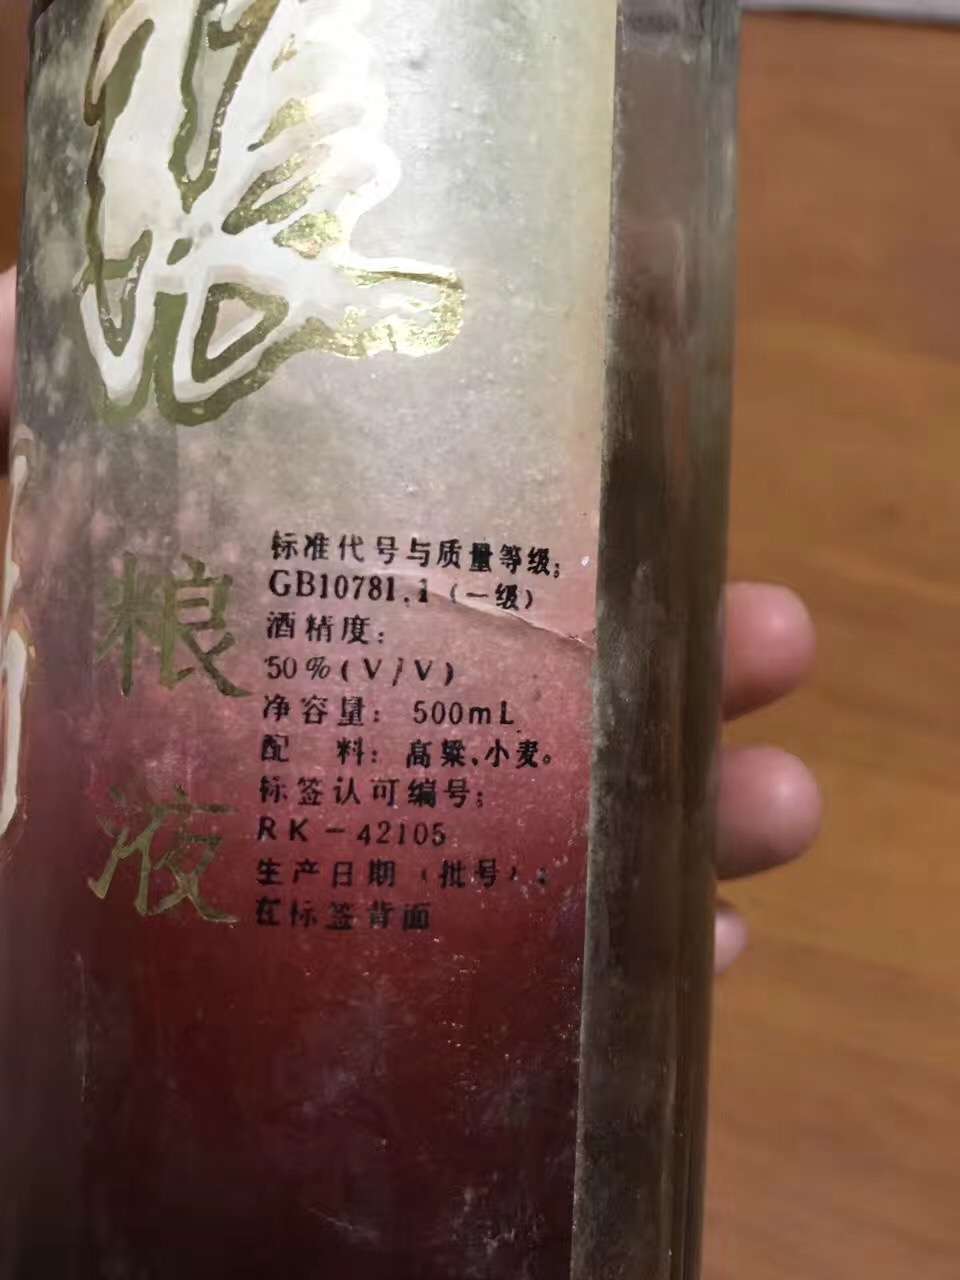 粮液
标准代号与质量等级:
GB10781.1(一级)
酒精度:
50%(V/V)
净容量: 500mL
配 料: 高粱、小麦。
标签认可编号:
RK-42105
生产日期(批号):
在标签背面